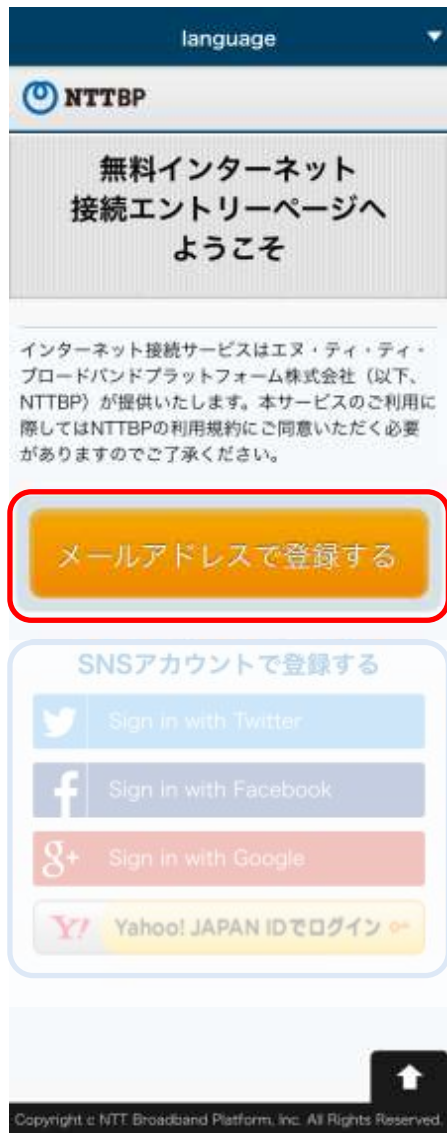 language
NTTBP
無料インターネット
接続エントリーページへ
ようこそ
インターネット接続サービスはエヌ・ティ・ティ・
ブロードバンドプラットフォーム株式会社（以下、
NTTBP）が提供いたします。本サービスのご利用に
際してはNTTBPの利用規約にご同意いただく必要
がありますのでご了承ください。
メールアドレスで登録する
SNSアカウントで登録する
Sign in with Twitter
Sign in with Facebook
g+ Sign in with Google
Y! Yahoo! JAPAN IDでログイン
Copyright c NTT Broadband Platform, Inc. All Rights Reserved.